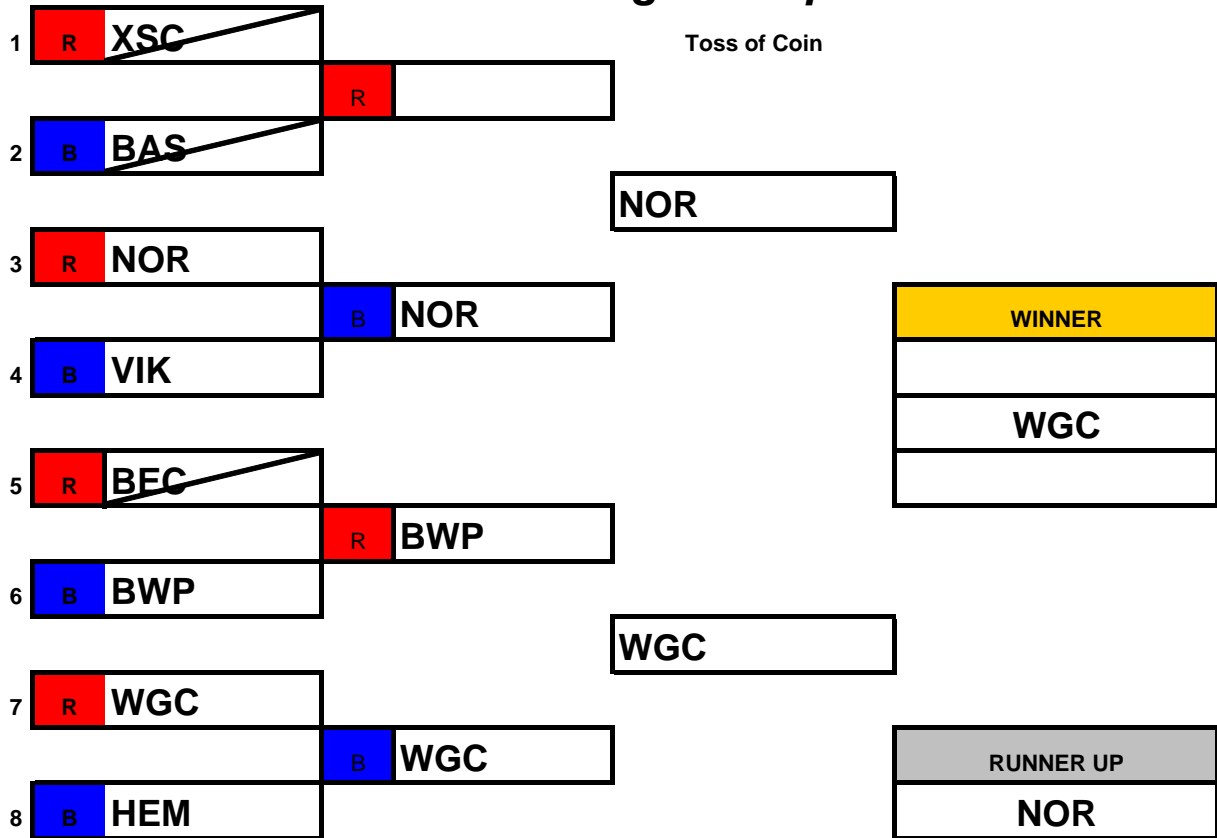 1 R XSC
Toss of Coin
R
2 B BAS
NOR
3 R NOR
B NOR
WINNER
4 B VIK
WGC
5 R BEC
R BWP
6 B BWP
WGC
7 R WGC
B WGC
RUNNER UP
8 B HEM
NOR